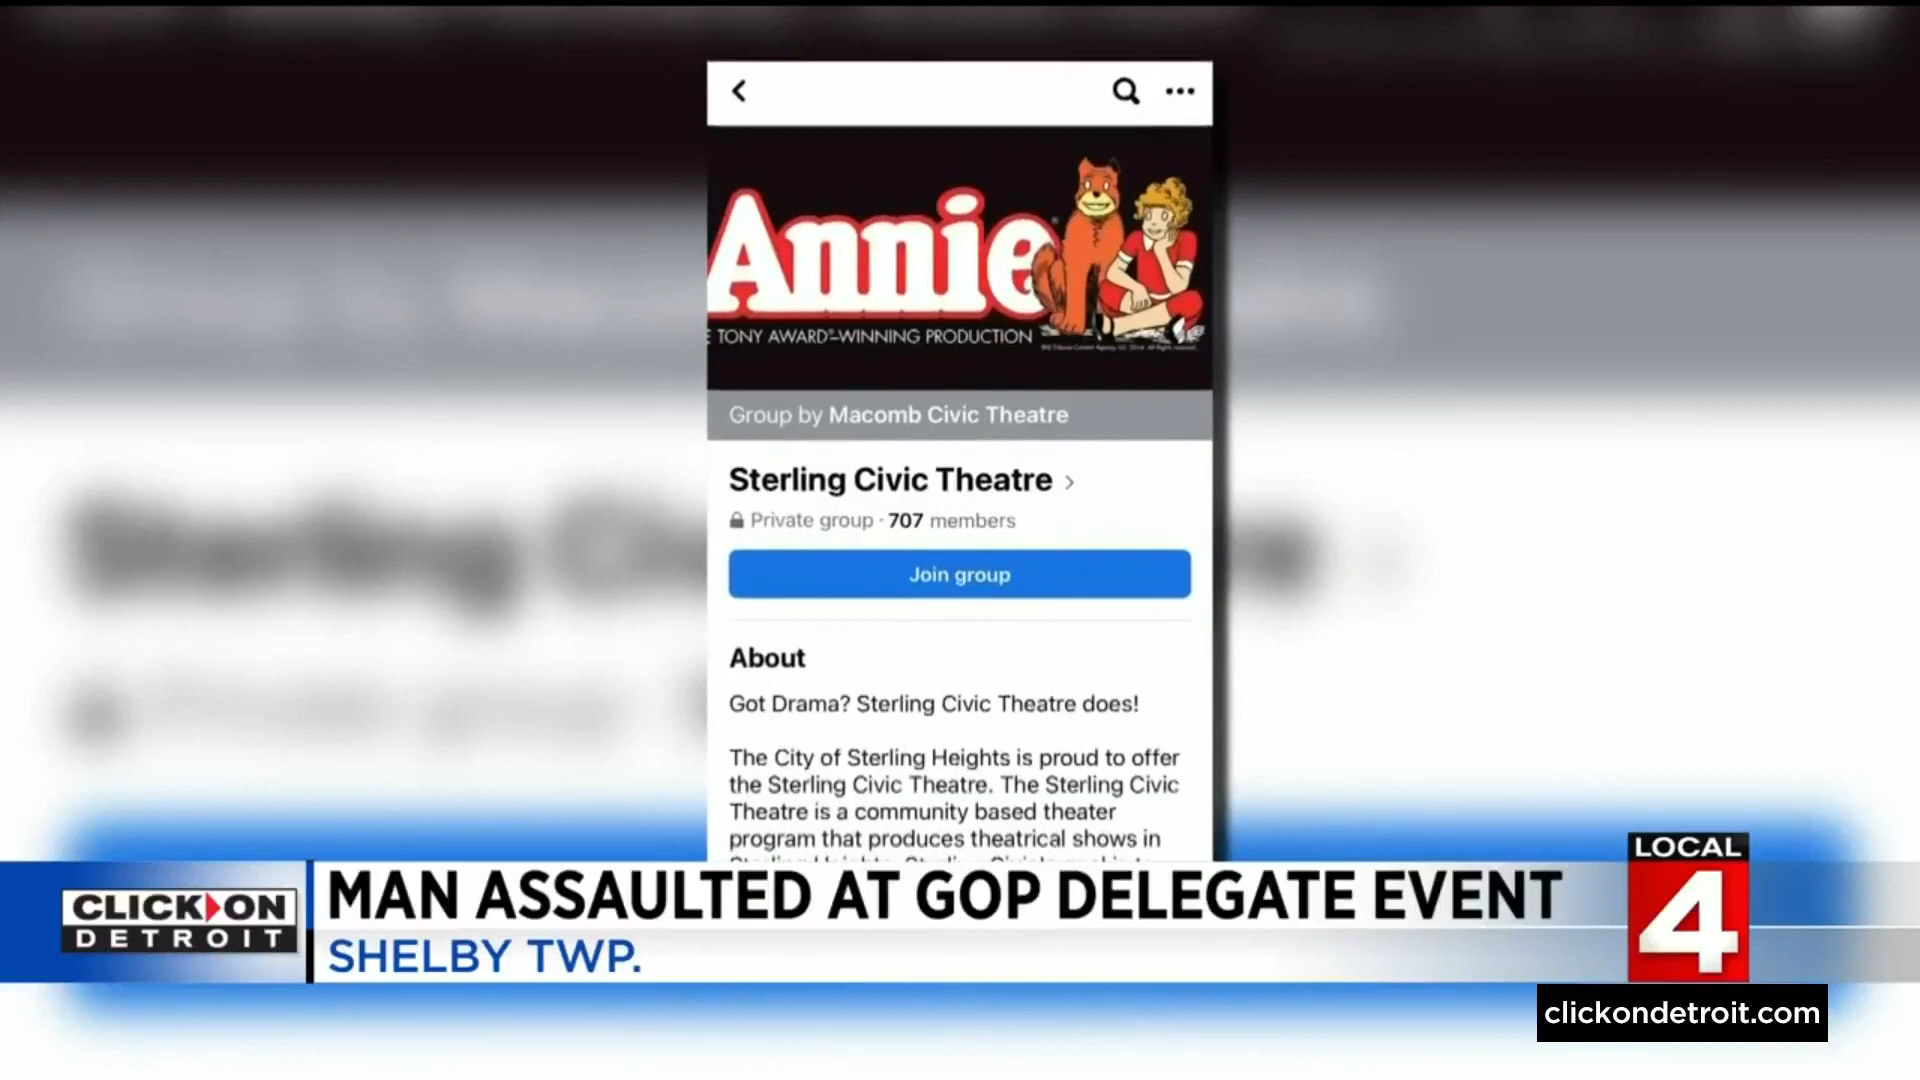 Annie
E TONY AWARD®-WINNING PRODUCTION
Group by Macomb Civic Theatre
Sterling Civic Theatre
Private group · 707 members
Join group
About
Got Drama? Sterling Civic Theatre does!
The City of Sterling Heights is proud to offer
the Sterling Civic Theatre. The Sterling Civic
Theatre is a community based theater
program that produces theatrical shows in
CLICK ON
DETROIT
MAN ASSAULTED AT GOP DELEGATE EVENT
SHELBY TWP.
LOCAL
4
clickondetroit.com